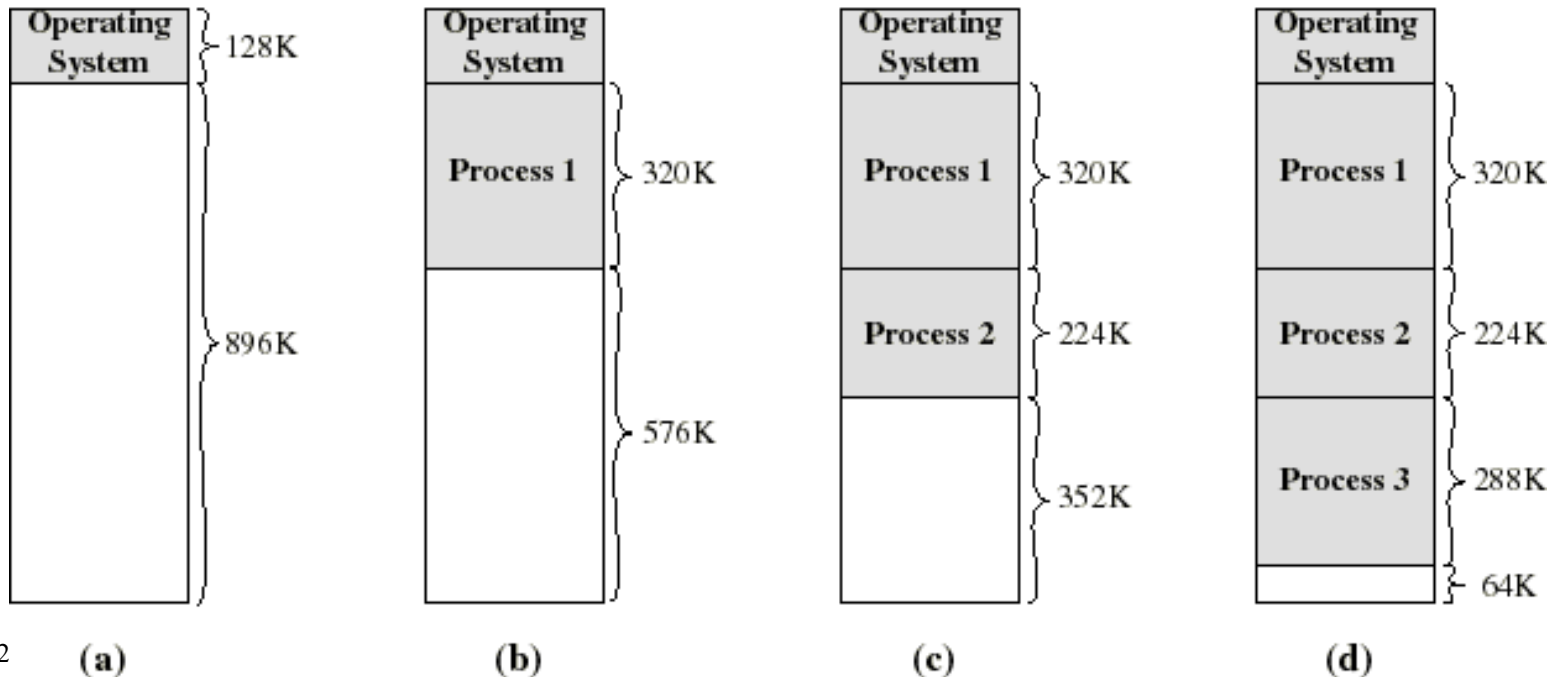 Operating
System
128K
896K
(a)
Operating
System
Process 1
320K
576K
(b)
Operating
System
Process 1
320K
Process 2
224K
352K
(c)
Operating
System
Process 1
320K
Process 2
224K
Process 3
288K
64K
(d)
2